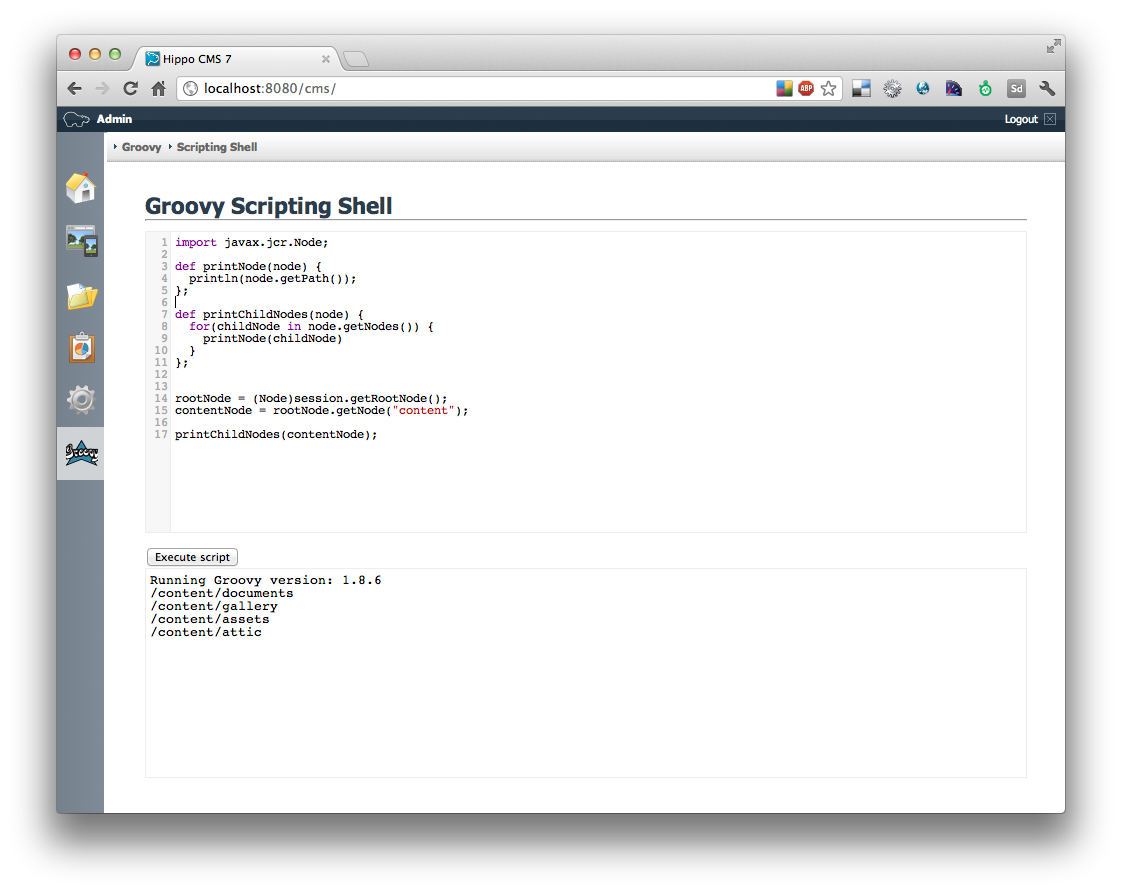 Hippo CMS 7
localhost:8080/cms/
ABP
Sd
Admin
Logout
Groovy
Scripting Shell
Groovy Scripting Shell
1 import javax.jcr.Node;
2
3 def printNode(node) {
4   println(node.getPath());
5 };
6
7 def printChildNodes(node) {
8   for(childNode in node.getNodes()) {
9     printNode(childNode)
10   }
11 };
12
13
14 rootNode = (Node)session.getRootNode();
15 contentNode = rootNode.getNode("content");
16
17 printChildNodes(contentNode);
Groovy
Execute script
Running Groovy version: 1.8.6
/content/documents
/content/gallery
/content/assets
/content/attic